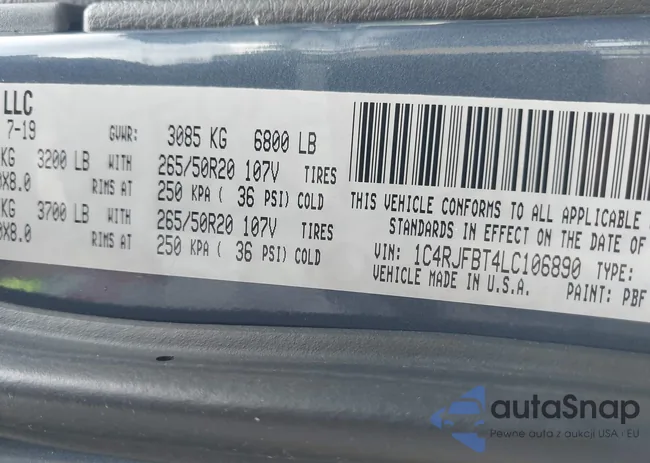 LLC
7-19 GVWR: 3085 KG 6800 LB
KG 3200 LB WITH 265/50R20 107V TIRES
X8.0 RIMS AT 250 KPA ( 36 PSI) COLD
KG 3700 LB WITH 265/50R20 107V TIRES
X8.0 RIMS AT 250 KPA ( 36 PSI) COLD
THIS VEHICLE CONFORMS TO ALL APPLICABLE
STANDARDS IN EFFECT ON THE DATE OF
VIN: 1C4RJFBT4LC106890 TYPE:
VEHICLE MADE IN U.S.A. PAINT: PBF
autaSnap
Pewne auta z aukcji USA · EU